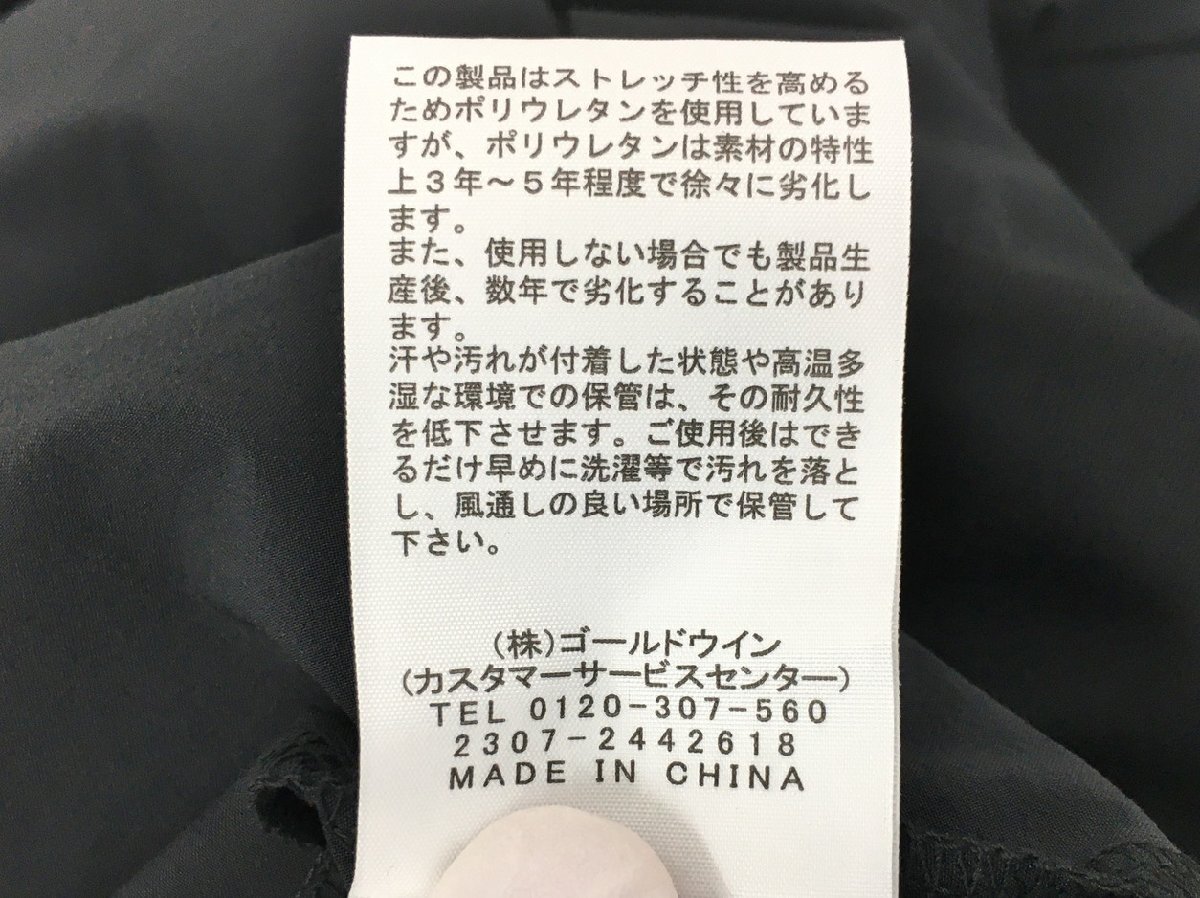 この製品はストレッチ性を高める
ためポリウレタンを使用していま
すが、ポリウレタンは素材の特性
上3年～5年程度で徐々に劣化し
ます。
また、使用しない場合でも製品生
産後、数年で劣化することがあり
ます。
汗や汚れが付着した状態や高温多
湿な環境での保管は、その耐久性
を低下させます。ご使用後はでき
るだけ早めに洗濯等で汚れを落と
し、風通しの良い場所で保管して
下さい。
(株)ゴールドウイン
(カスタマーサービスセンター)
TEL 0120-307-560
2307-2442618
MADE IN CHINA